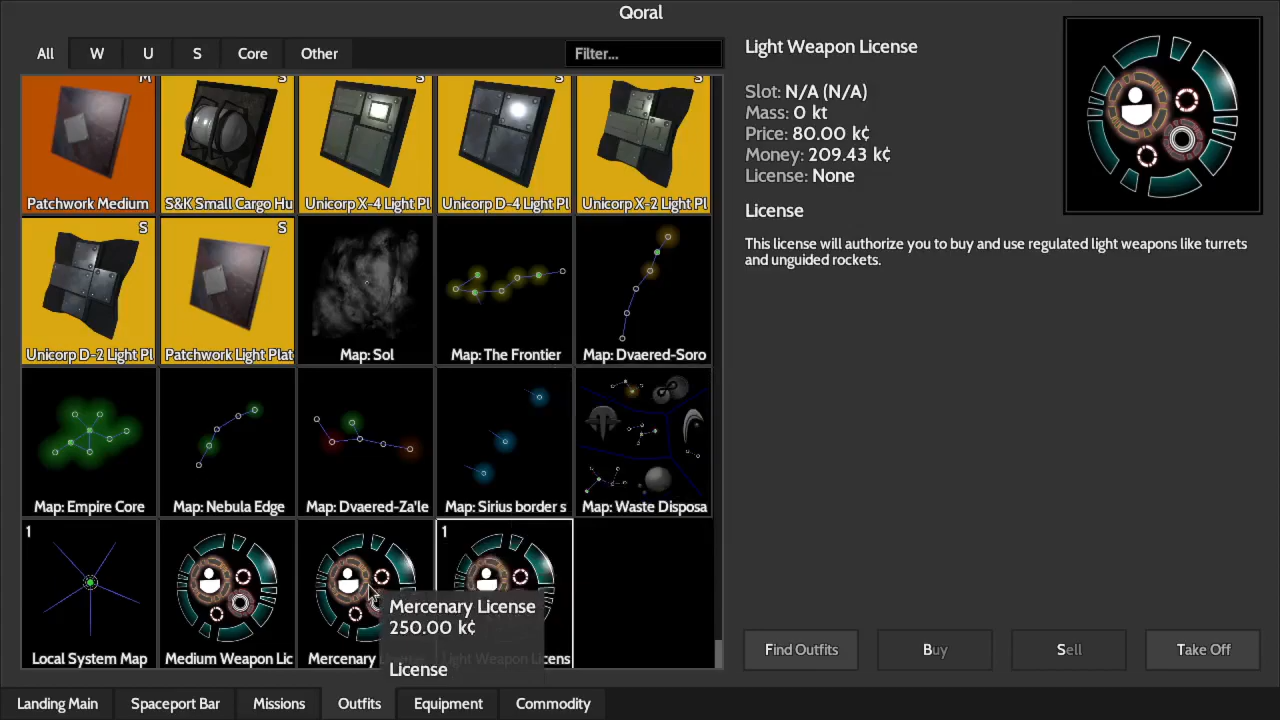 Qoral
All W U S Core Other Filter...
M S S S S
Patchwork Medium S&K Small Cargo Hu Unicorp X-4 Light Pl Unicorp D-4 Light Pl Unicorp X-2 Light Pl
S S
Unicorp D-2 Light Pl Patchwork Light Plat Map: Sol Map: The Frontier Map: Dvaered-Soro
Map: Empire Core Map: Nebula Edge Map: Dvaered-Za'le Map: Sirius border s Map: Waste Disposa
1 1
Local System Map Medium Weapon Lic Mercenary Light Weapon Licens
Mercenary License
250.00 k¢
License
Light Weapon License
Slot: N/A (N/A)
Mass: 0 kt
Price: 80.00 k¢
Money: 209.43 k¢
License: None
License
This license will authorize you to buy and use regulated light weapons like turrets
and unguided rockets.
Find Outfits Buy Sell Take Off
Landing Main Spaceport Bar Missions Outfits Equipment Commodity